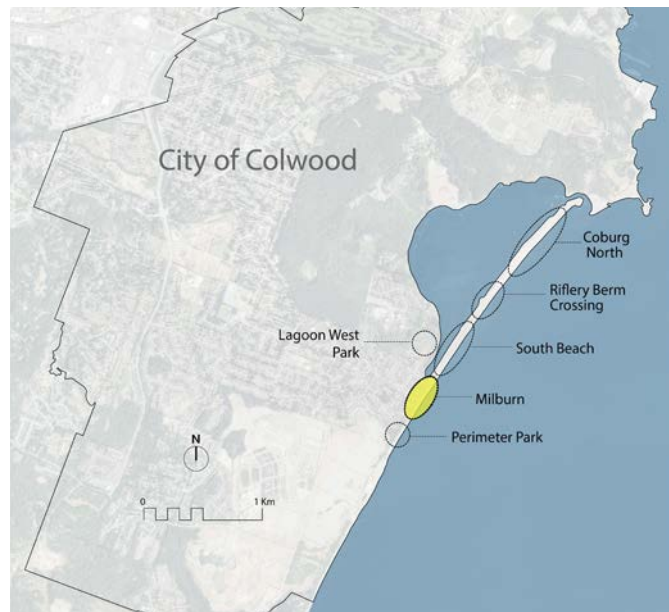 City of Colwood
Coburg
North
Riflery Berm
Crossing
Lagoon West
Park
South Beach
Milburn
Perimeter Park
N
0
1 Km